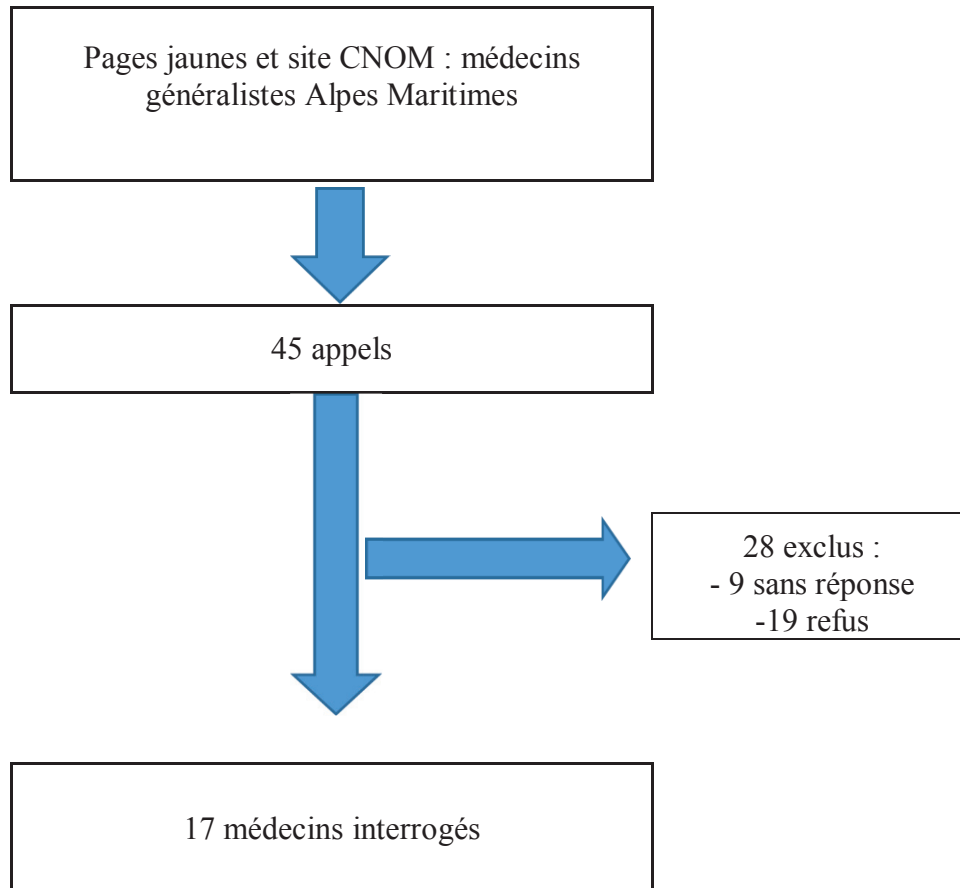 Pages jaunes et site CNOM : médecins
généralistes Alpes Maritimes
45 appels
28 exclus :
- 9 sans réponse
-19 refus
17 médecins interrogés